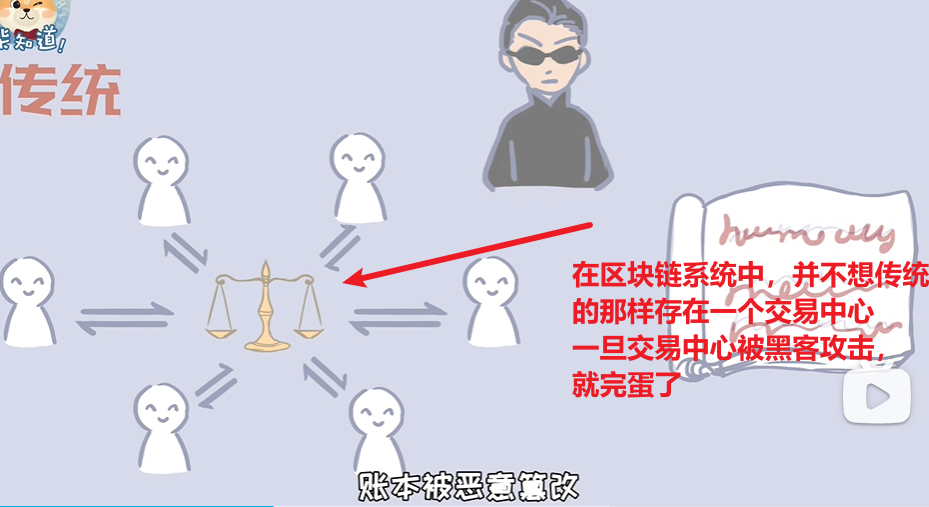 柴知道!
传统
在区块链系统中，并不想传统
的那样存在一个交易中心
一旦交易中心被黑客攻击，
就完蛋了
账本被恶意篡改